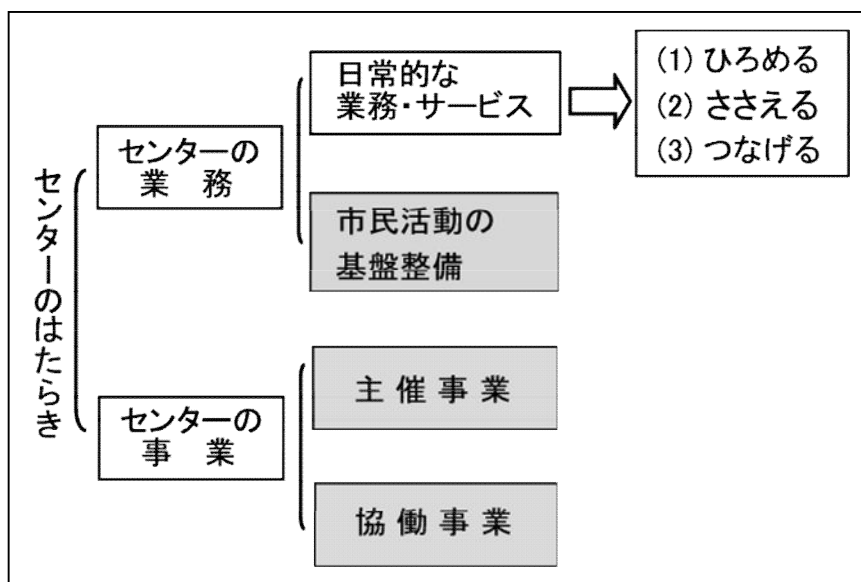 センターのはたらき
センターの
業 務
日常的な
業務・サービス
(1) ひろめる
(2) ささえる
(3) つなげる
市民活動の
基盤整備
センターの
事 業
主 催 事 業
協 働 事 業